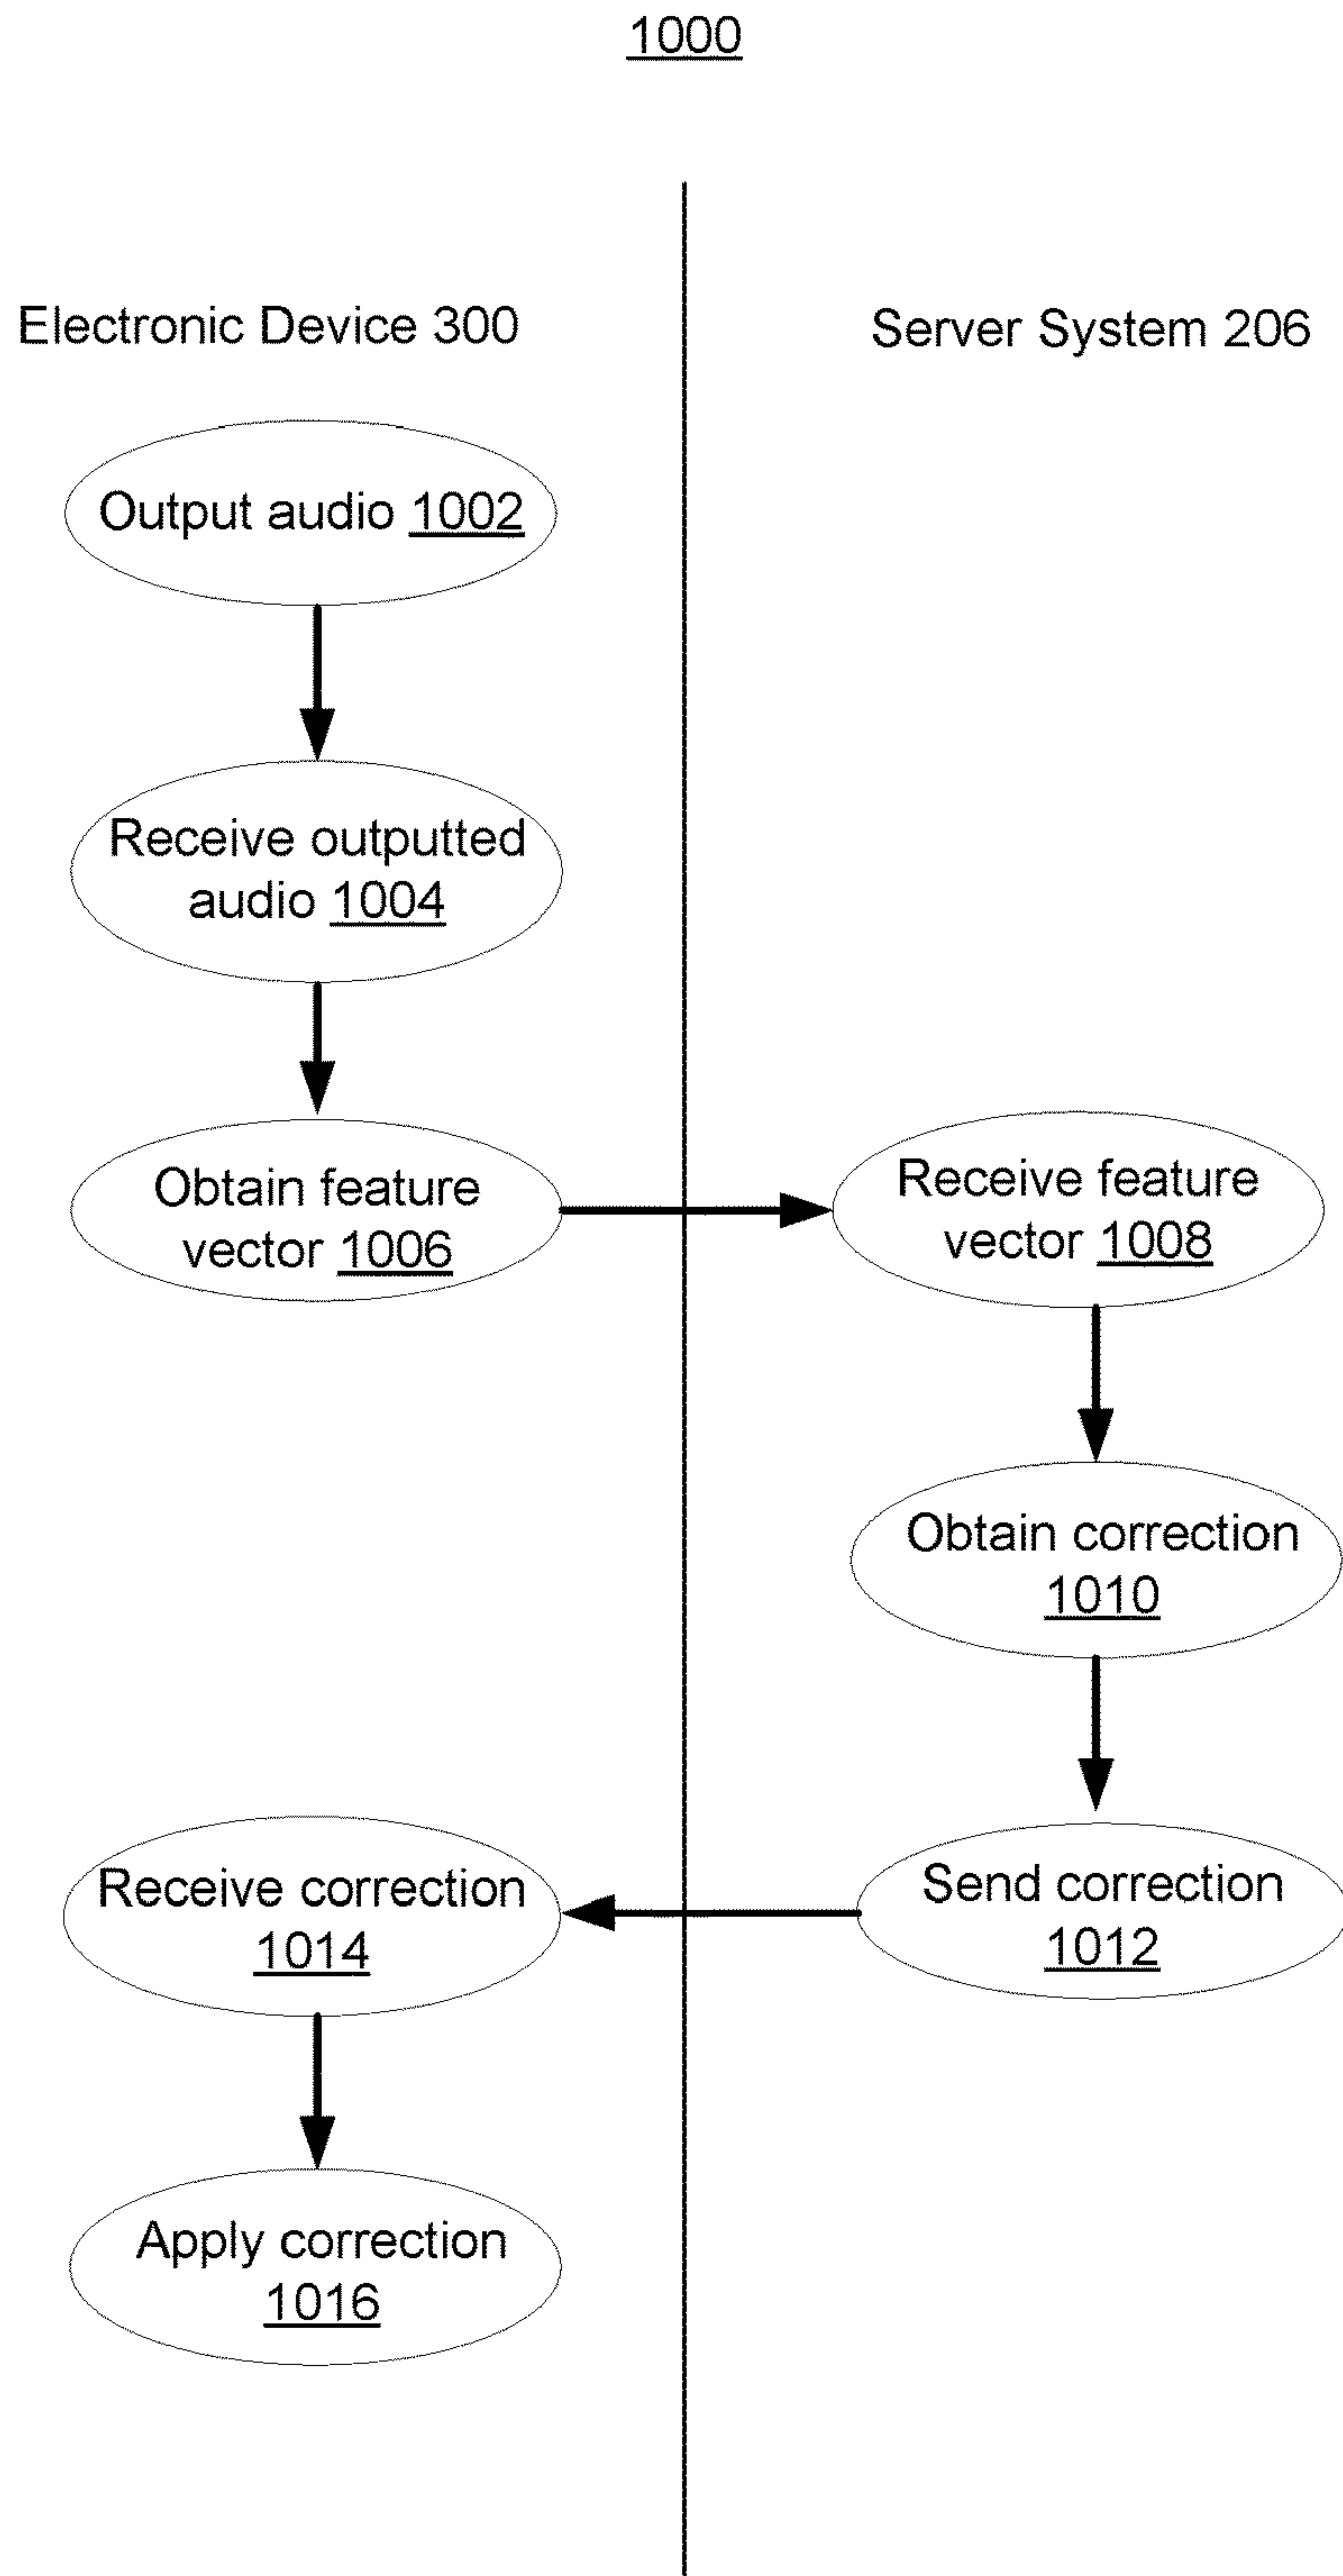 1000
Electronic Device 300
Server System 206
Output audio 1002
Receive outputted
audio 1004
Obtain feature
vector 1006
Receive feature
vector 1008
Obtain correction
1010
Send correction
1012
Receive correction
1014
Apply correction
1016